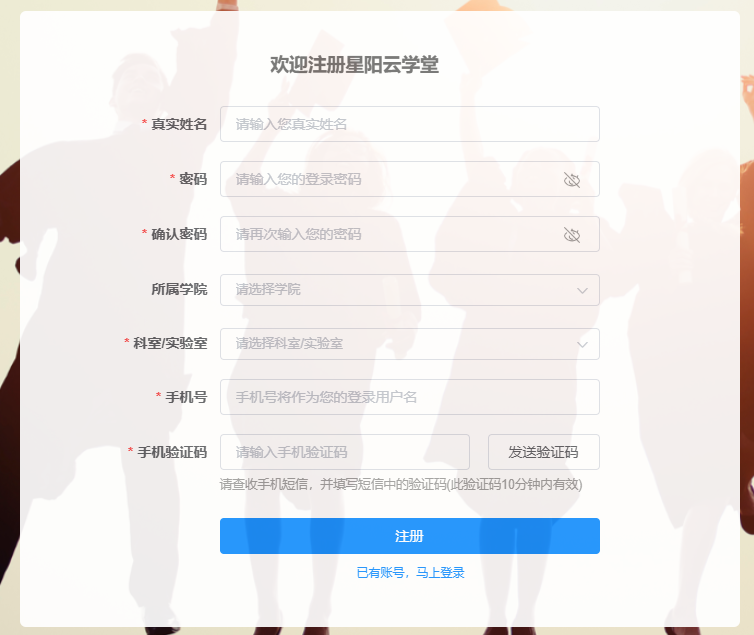 欢迎注册星阳云学堂
* 真实姓名 请输入您真实姓名
* 密码 请输入您的登录密码
* 确认密码 请再次输入您的密码
所属学院 请选择学院
* 科室/实验室 请选择科室/实验室
* 手机号 手机号将作为您的登录用户名
* 手机验证码 请输入手机验证码 发送验证码
请查收手机短信，并填写短信中的验证码(此验证码10分钟内有效)
注册
已有账号，马上登录